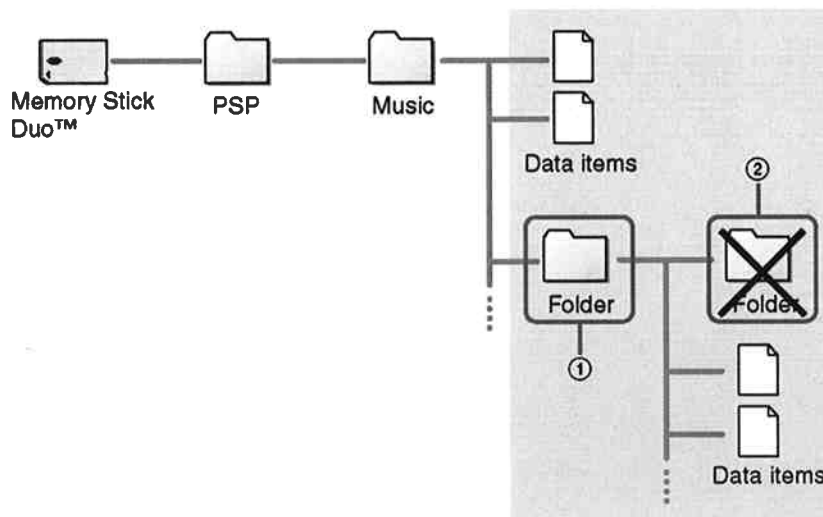 Memory Stick
Duo™
PSP
Music
Data items
②
Folder
Folder
①
Data items